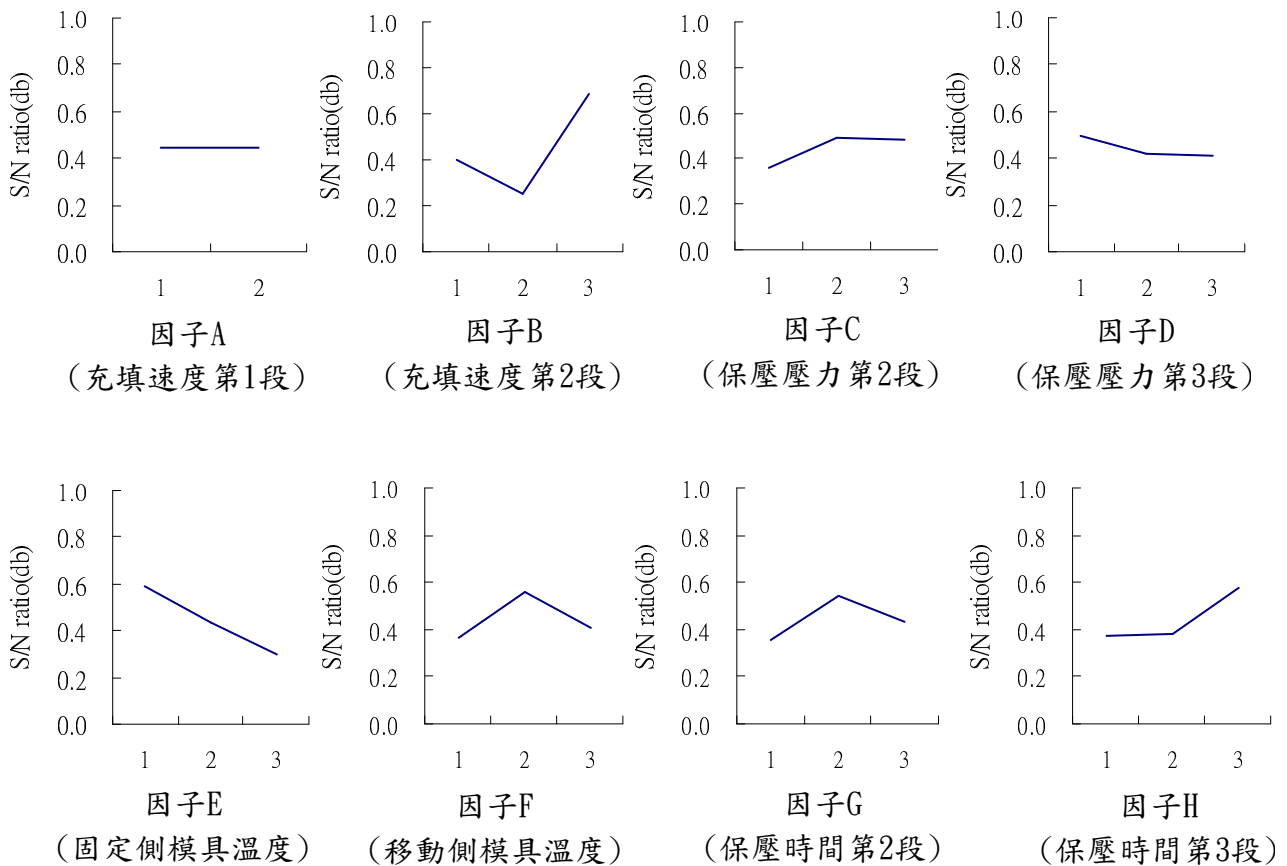 S/N ratio(db)
1.0
0.8
0.6
0.4
0.2
0.0
1 2
因子A
(充填速度第1段)
S/N ratio(db)
1.0
0.8
0.6
0.4
0.2
0.0
1 2 3
因子B
(充填速度第2段)
S/N ratio(db)
1.0
0.8
0.6
0.4
0.2
0.0
1 2 3
因子C
(保壓壓力第2段)
S/N ratio(db)
1.0
0.8
0.6
0.4
0.2
0.0
1 2 3
因子D
(保壓壓力第3段)
S/N ratio(db)
1.0
0.8
0.6
0.4
0.2
0.0
1 2 3
因子E
(固定側模具溫度)
S/N ratio(db)
1.0
0.8
0.6
0.4
0.2
0.0
1 2 3
因子F
(移動側模具溫度)
S/N ratio(db)
1.0
0.8
0.6
0.4
0.2
0.0
1 2 3
因子G
(保壓時間第2段)
S/N ratio(db)
1.0
0.8
0.6
0.4
0.2
0.0
1 2 3
因子H
(保壓時間第3段)